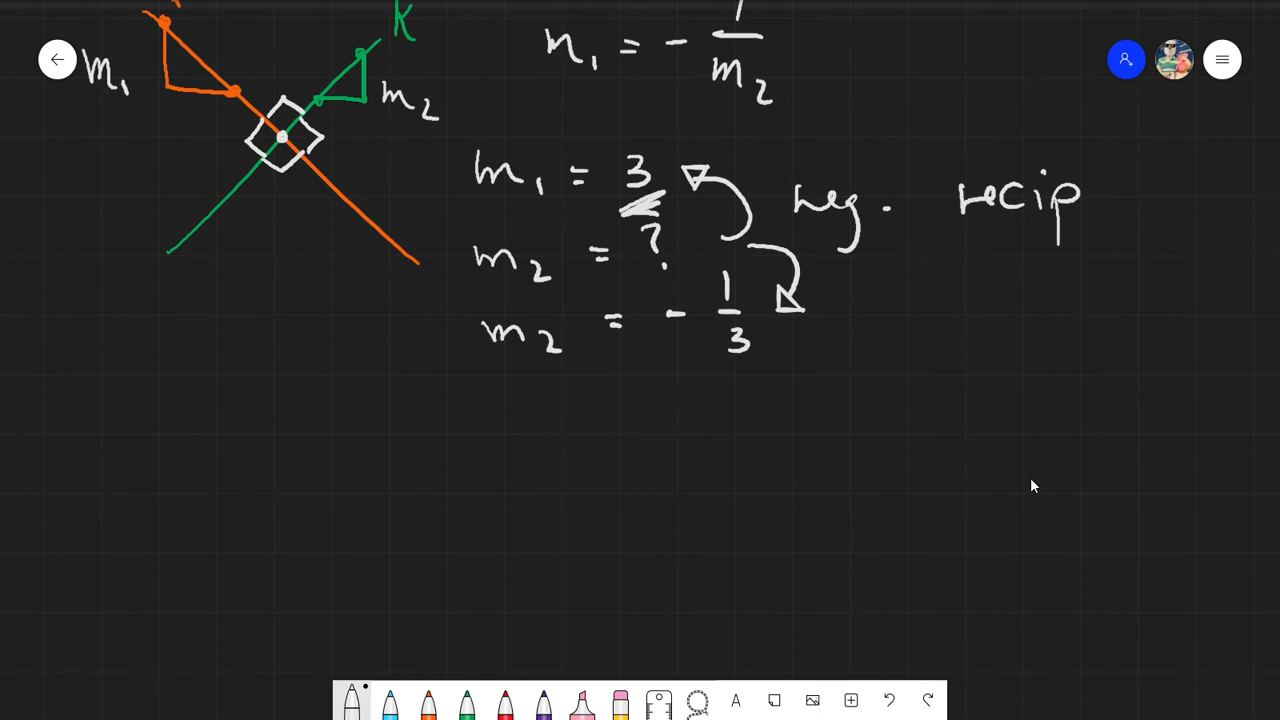 K
m₁
m₂
m₁ = - 1/m₂
m₁ = 3
neg. recip
m₂ = ?
m₂ = - 1/3
A